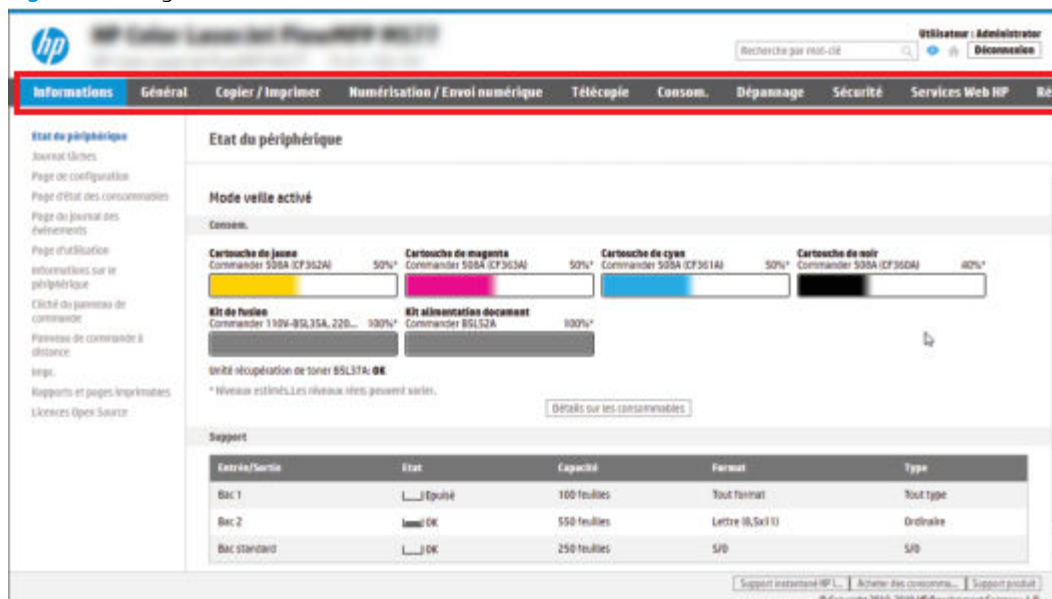 hp
Utilisateur : Administrator
Recherche par mot-clé
Déconnexion
Informations Général Copier / Imprimer Numérisation / Envoi numérique Télécopie Consom. Dépannage Sécurité Services Web HP Ré
Etat du périphérique
Journal tâches
Page de configuration
Page d'état des consommables
Page du journal des
événements
Page d'utilisation
Informations sur le
périphérique
Cliché du panneau de
commande
Panneau de commande à
distance
Impr.
Rapports et pages imprimables
Licences Open Source
Etat du périphérique
Mode veille activé
Consom.
Cartouche de jaune
Commander 508A (CF362A) 50%*
Cartouche de magenta
Commander 508A (CF363A) 50%*
Cartouche de cyan
Commander 508A (CF361A) 50%*
Cartouche de noir
Commander 508A (CF360A) 40%*
Kit de fusion
Commander 110V-B5L35A, 220... 100%*
Kit alimentation document
Commander B5L52A 100%*
Unité récupération de toner B5L37A: OK
* Niveaux estimés.Les niveaux réels peuvent varier.
Détails sur les consommables
Support
Entrée/Sortie Etat Capacité Format Type
Bac 1 Epuisé 100 feuilles Tout format Tout type
Bac 2 OK 550 feuilles Lettre (8,5x11) Ordinaire
Bac standard OK 250 feuilles S/O S/O
Support instantané HP L... Acheter des consomma... Support produit